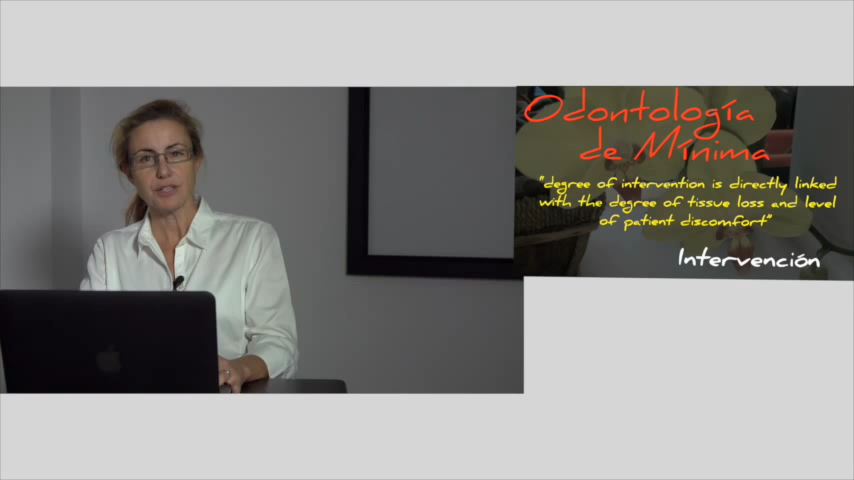 Odontología
de Mínima
"degree of intervention is directly linked
with the degree of tissue loss and level
of patient discomfort"
Intervención